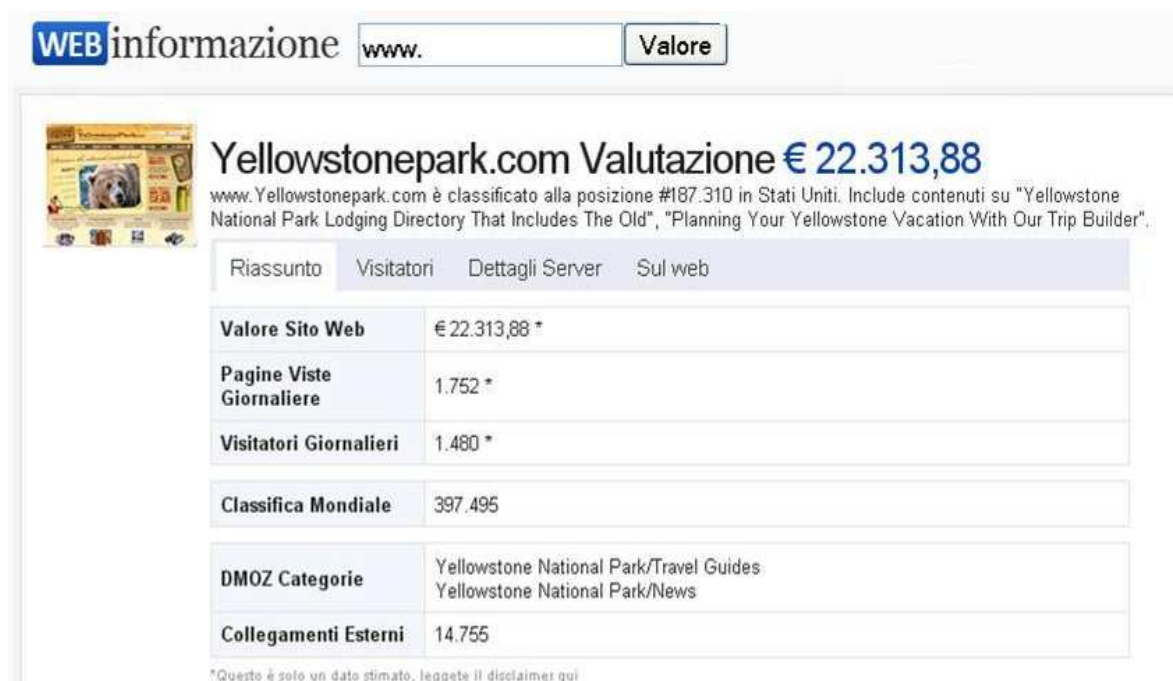 WEB informazione www. Valore
Yellowstonepark.com Valutazione € 22.313,88
www.Yellowstonepark.com è classificato alla posizione #187.310 in Stati Uniti. Include contenuti su "Yellowstone
National Park Lodging Directory That Includes The Old", "Planning Your Yellowstone Vacation With Our Trip Builder".
Riassunto Visitatori Dettagli Server Sul web
Valore Sito Web € 22.313,88 *
Pagine Viste
Giornaliere 1.752 *
Visitatori Giornalieri 1.480 *
Classifica Mondiale 397.495
DMOZ Categorie Yellowstone National Park/Travel Guides
Yellowstone National Park/News
Collegamenti Esterni 14.755
*Questo è solo un dato stimato, leggete il disclaimer qui